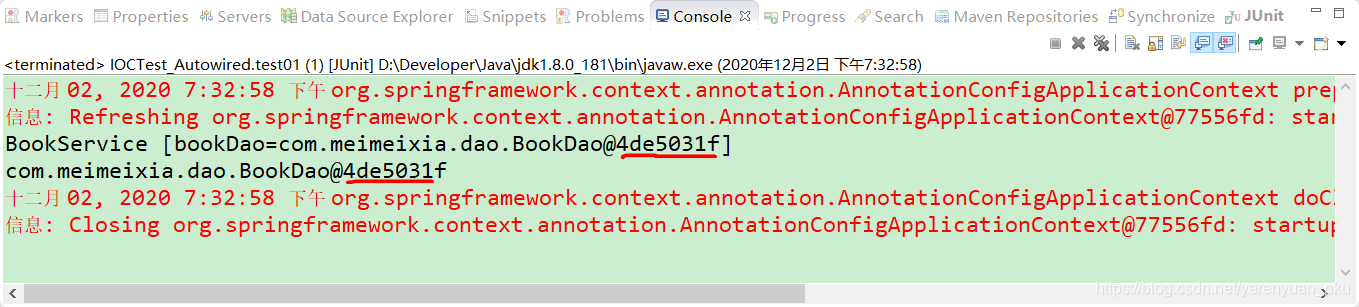 Markers Properties Servers Data Source Explorer Snippets Problems Console Progress Search Maven Repositories Synchronize JUnit
<terminated> IOCTest_Autowired.test01 (1) [JUnit] D:\Developer\Java\jdk1.8.0_181\bin\javaw.exe (2020年12月2日 下午7:32:58)
十二月 02, 2020 7:32:58 下午 org.springframework.context.annotation.AnnotationConfigApplicationContext prep
信息: Refreshing org.springframework.context.annotation.AnnotationConfigApplicationContext@77556fd: star
BookService [bookDao=com.meimeixia.dao.BookDao@4de5031f]
com.meimeixia.dao.BookDao@4de5031f
十二月 02, 2020 7:32:58 下午 org.springframework.context.annotation.AnnotationConfigApplicationContext doCl
信息: Closing org.springframework.context.annotation.AnnotationConfigApplicationContext@77556fd: startup
https://blog.csdn.net/yerenyuan_pku